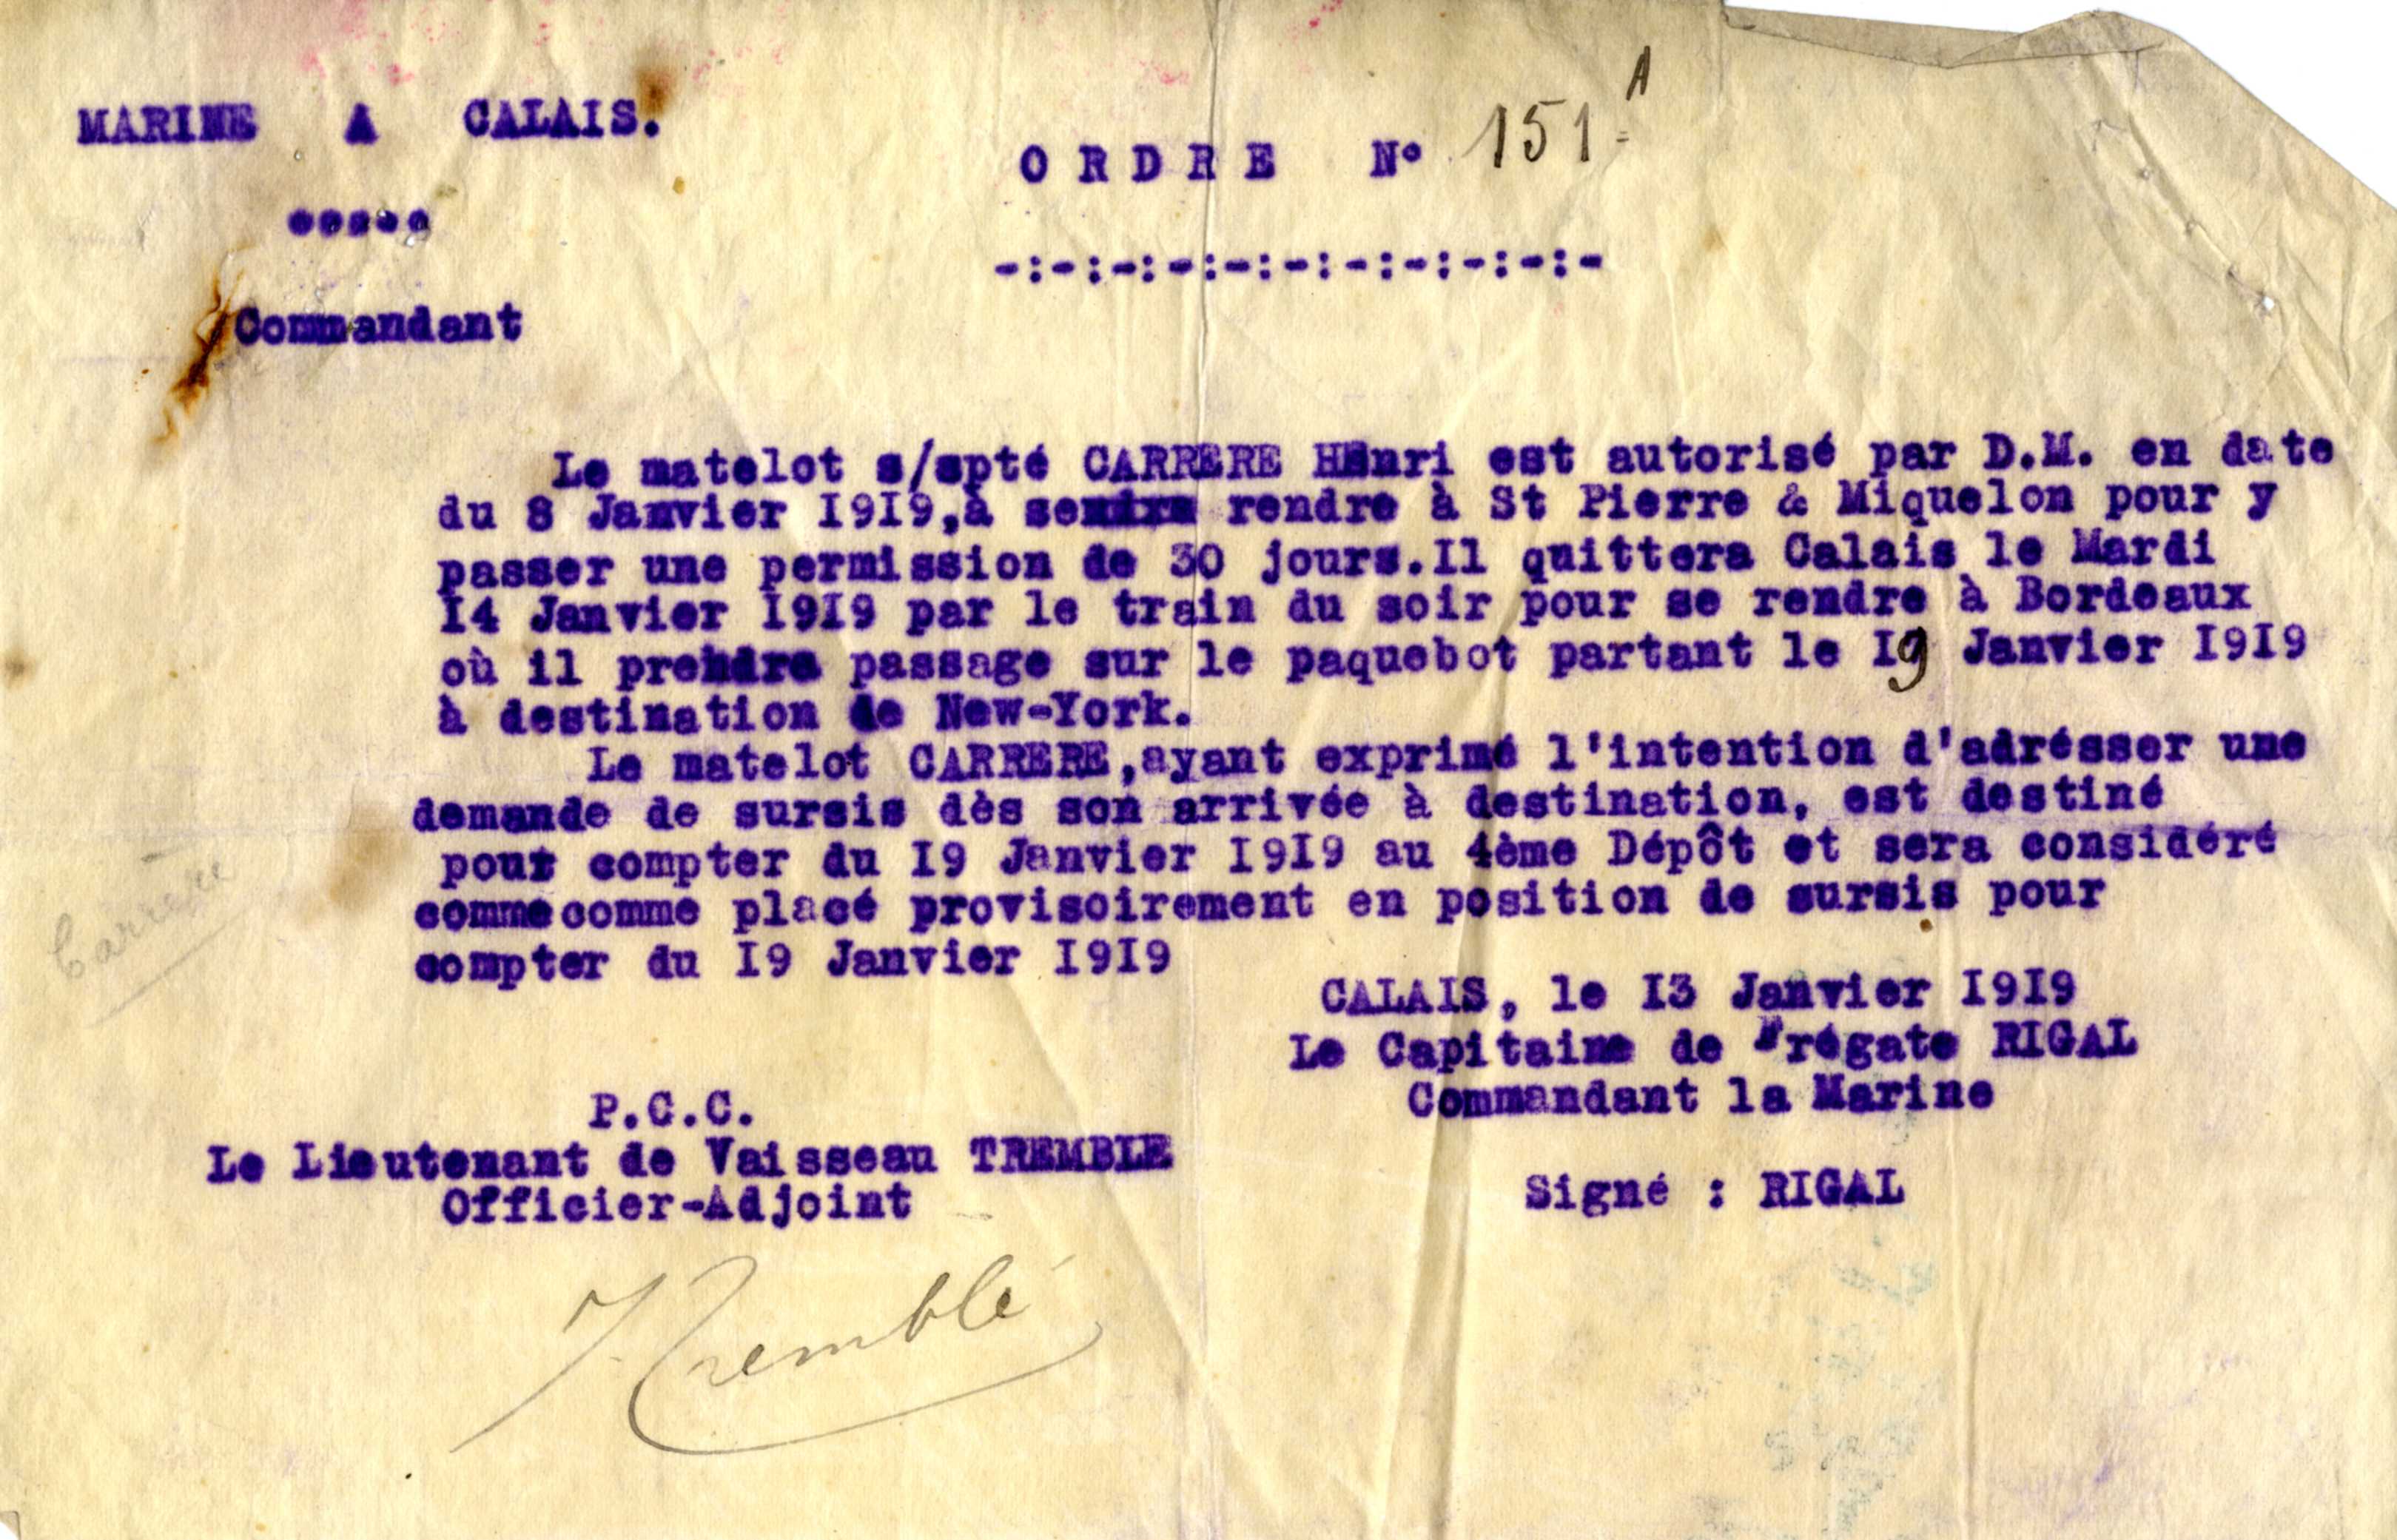 MARINE A CALAIS.
ORDRE N° 151 A
Commandant
Le matelot s/spté CARRERE HEnri est autorisé par D.M. en date
du 8 Janvier 1919,à se rendre à St Pierre & Miquelon pour y
passer une permission de 30 jours.Il quittera Calais le Mardi
14 Janvier 1919 par le train du soir pour se rendre à Bordeaux
où il prendra passage sur le paquebot partant le 19 Janvier 1919
à destination de New-York.
Le matelot CARRERE,ayant exprimé l'intention d'adrésser une
demande de sursis dès son arrivée à destination, est destiné
pour compter du 19 Janvier 1919 au 4ème Dépôt et sera considéré
commecomme placé provisoirement en position de sursis pour
compter du 19 Janvier 1919
Carrère
CALAIS, le 13 Janvier 1919
Le Capitaine de Frégate RIGAL
Commandant la Marine
P.C.C.
Le Lieutenant de Vaisseau TREMBLE
Officier-Adjoint
Signé : RIGAL
Tremblé